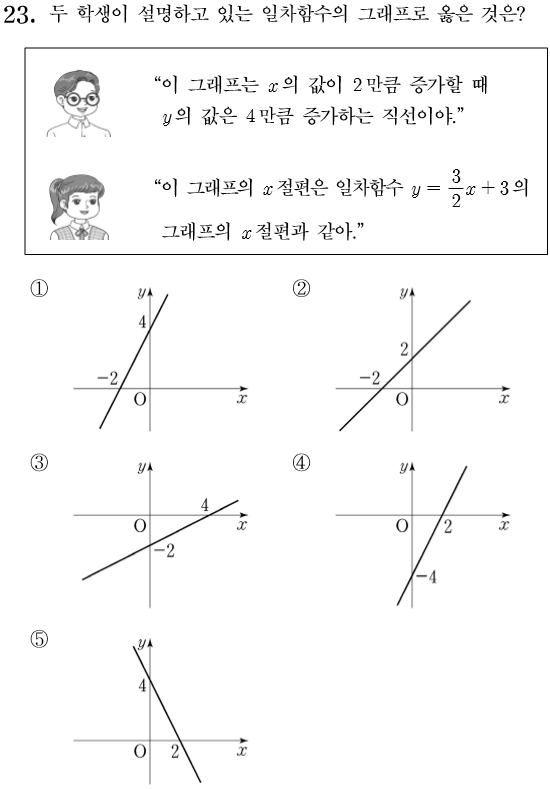 23. 두 학생이 설명하고 있는 일차함수의 그래프로 옳은 것은?
“이 그래프는 x의 값이 2만큼 증가할 때
y의 값은 4만큼 증가하는 직선이야.”
“이 그래프의 x절편은 일차함수 y = 3/2 x + 3의
그래프의 x절편과 같아.”
① y 4 −2 O x
② y 2 −2 O x
③ y 4 O x −2
④ y O 2 x −4
⑤ y 4 O 2 x